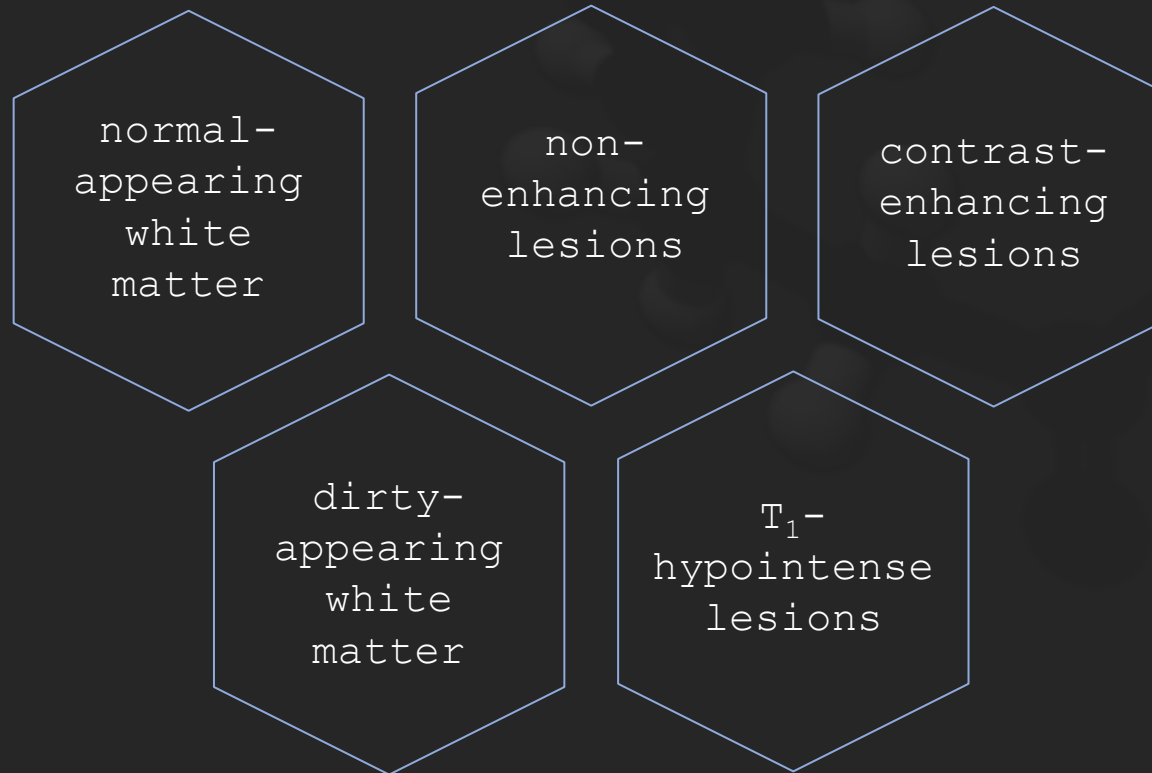 normal-
appearing
white
matter
non-
enhancing
lesions
contrast-
enhancing
lesions
dirty-
appearing
white
matter
T₁-
hypointense
lesions